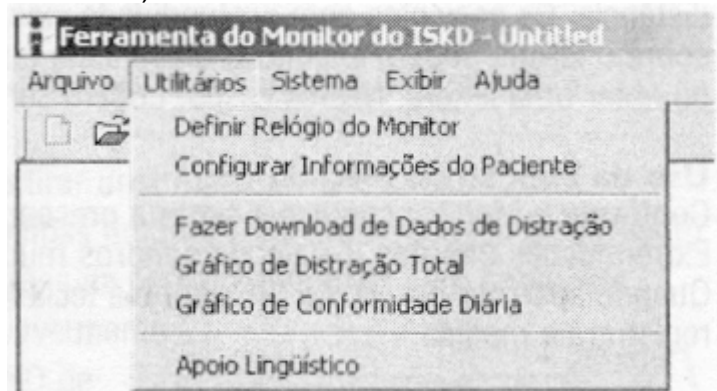 Ferramenta do Monitor do ISKD - Untitled
Arquivo Utilitários Sistema Exibir Ajuda
Definir Relógio do Monitor
Configurar Informações do Paciente
Fazer Download de Dados de Distração
Gráfico de Distração Total
Gráfico de Conformidade Diária
Apoio Lingüístico